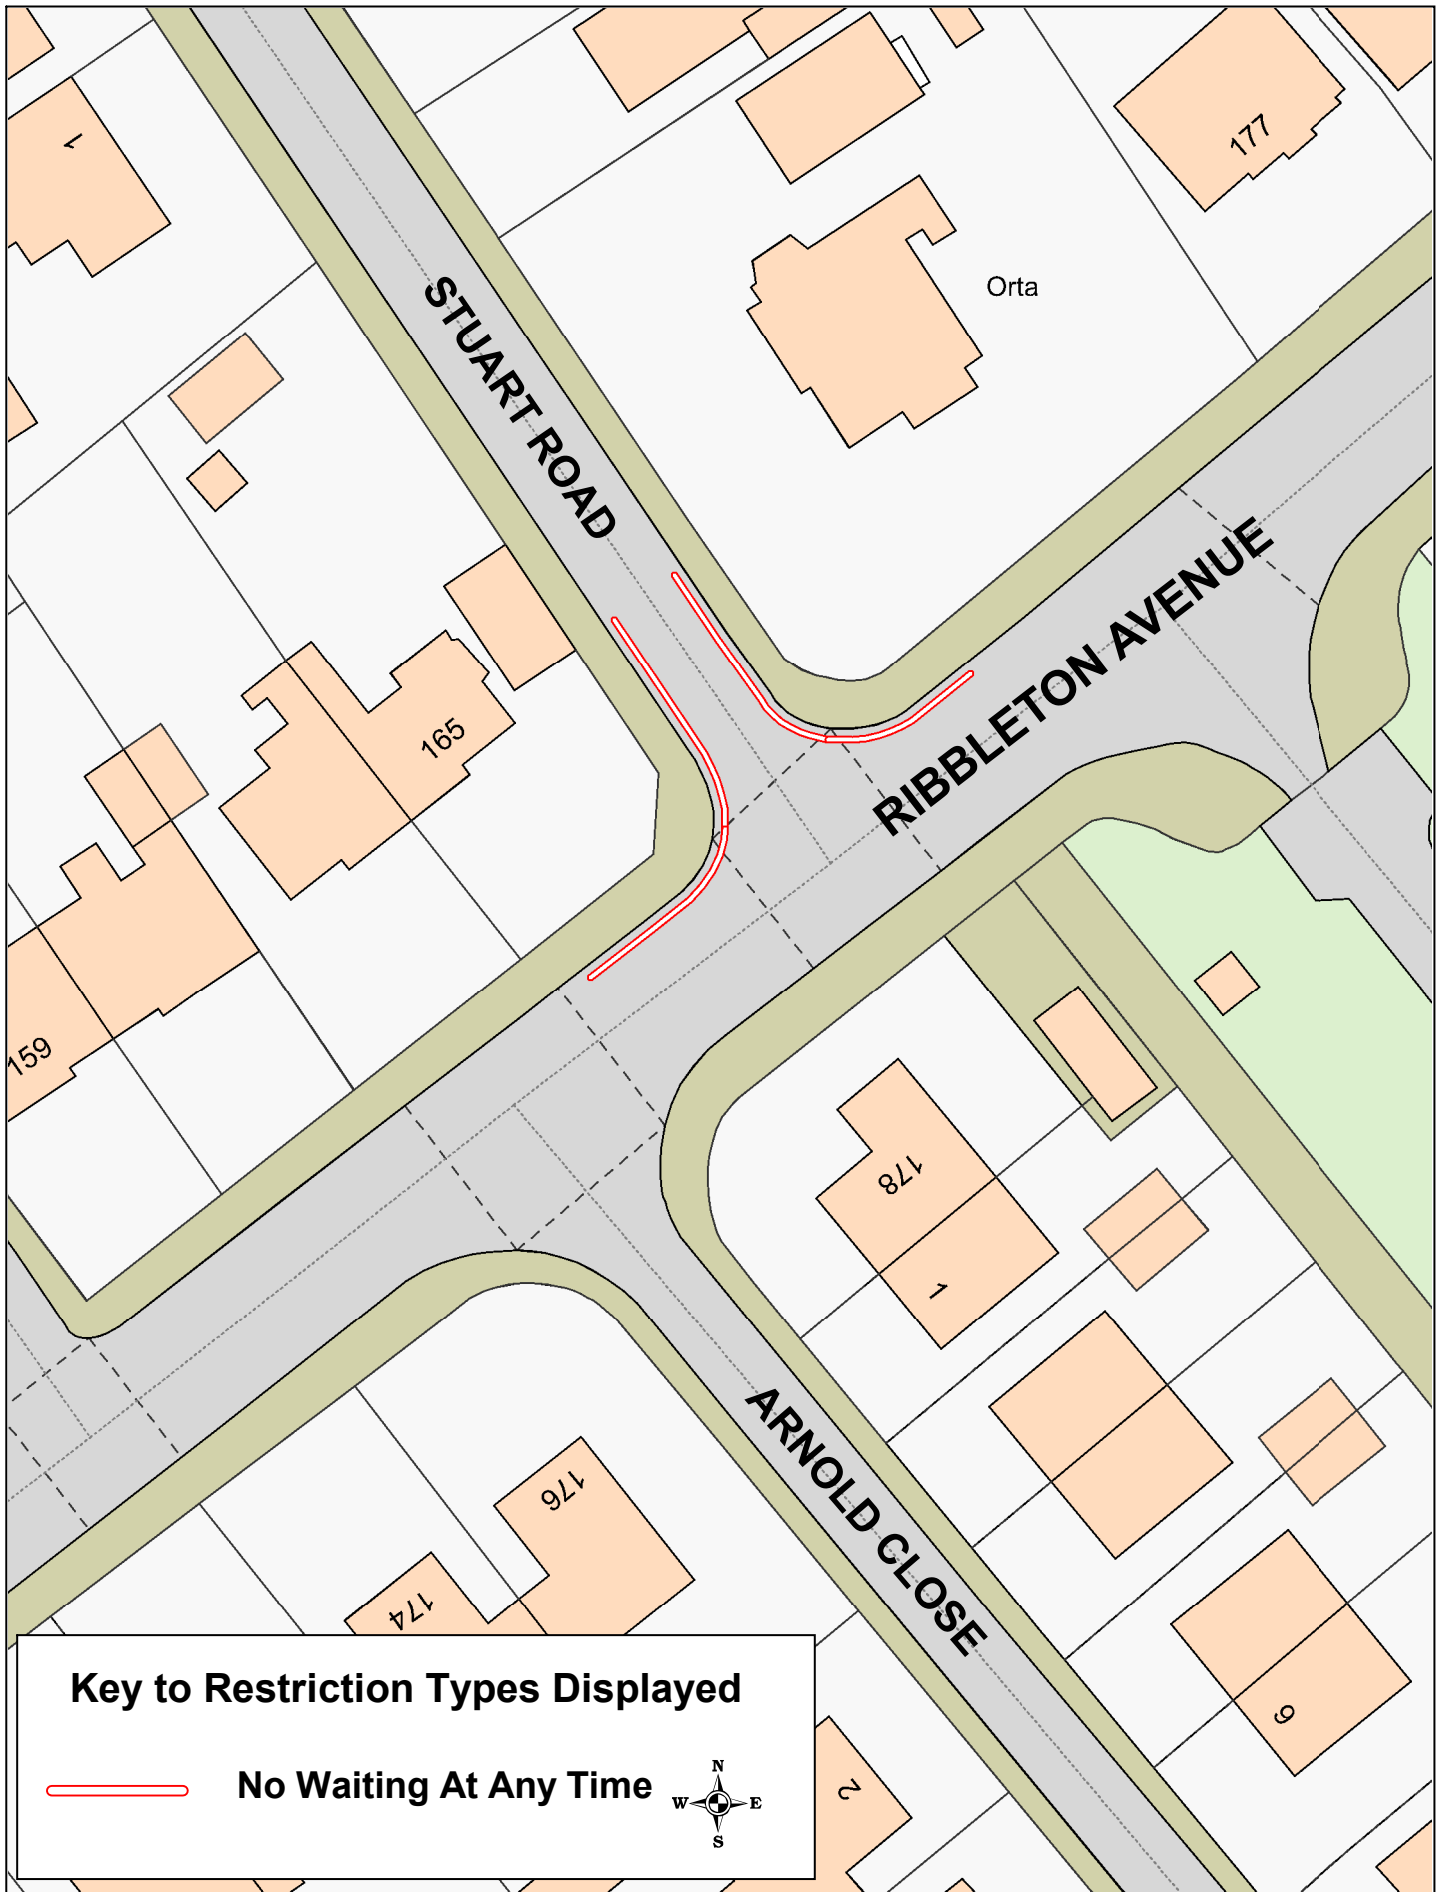 1
177
Orta
STUART ROAD
RIBBLETON AVENUE
165
159
178
1
ARNOLD CLOSE
176
174
9
2
Key to Restriction Types Displayed
No Waiting At Any Time
N
W E
S